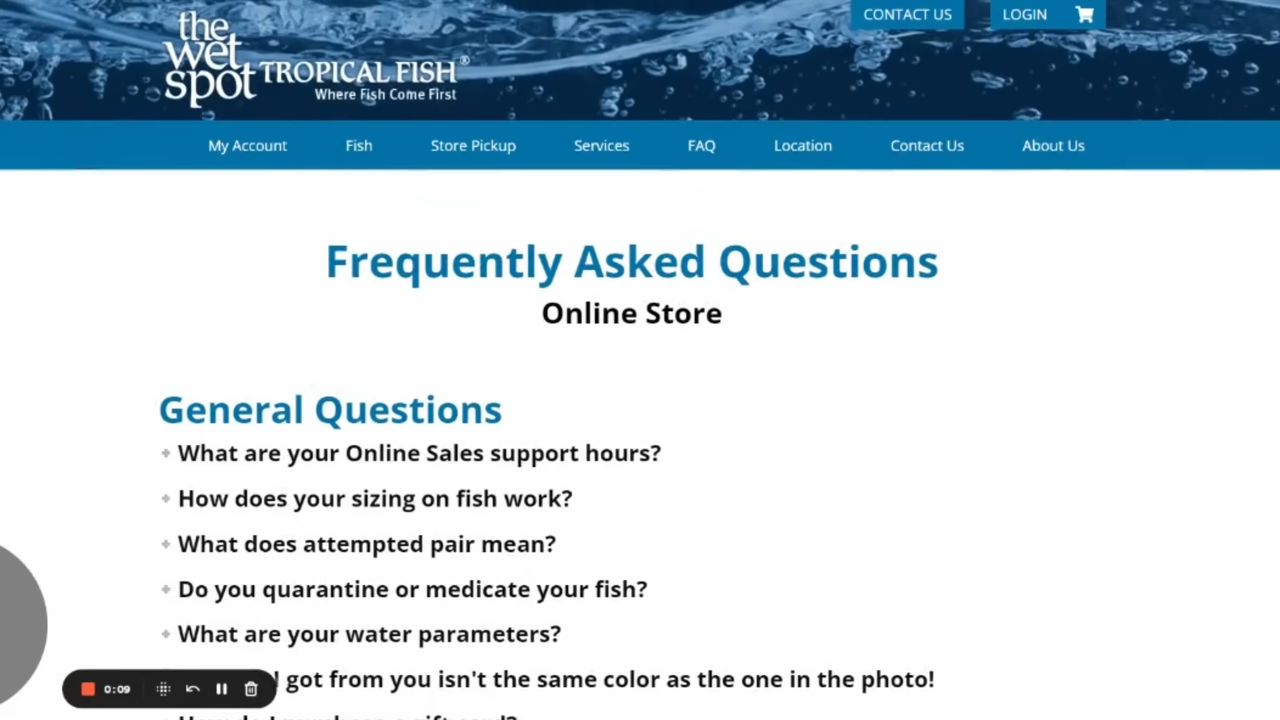 the
wet
spot TROPICAL FISH®
Where Fish Come First
CONTACT US
LOGIN
My Account
Fish
Store Pickup
Services
FAQ
Location
Contact Us
About Us
Frequently Asked Questions
Online Store
General Questions
What are your Online Sales support hours?
How does your sizing on fish work?
What does attempted pair mean?
Do you quarantine or medicate your fish?
What are your water parameters?
I got from you isn't the same color as the one in the photo!
0:09